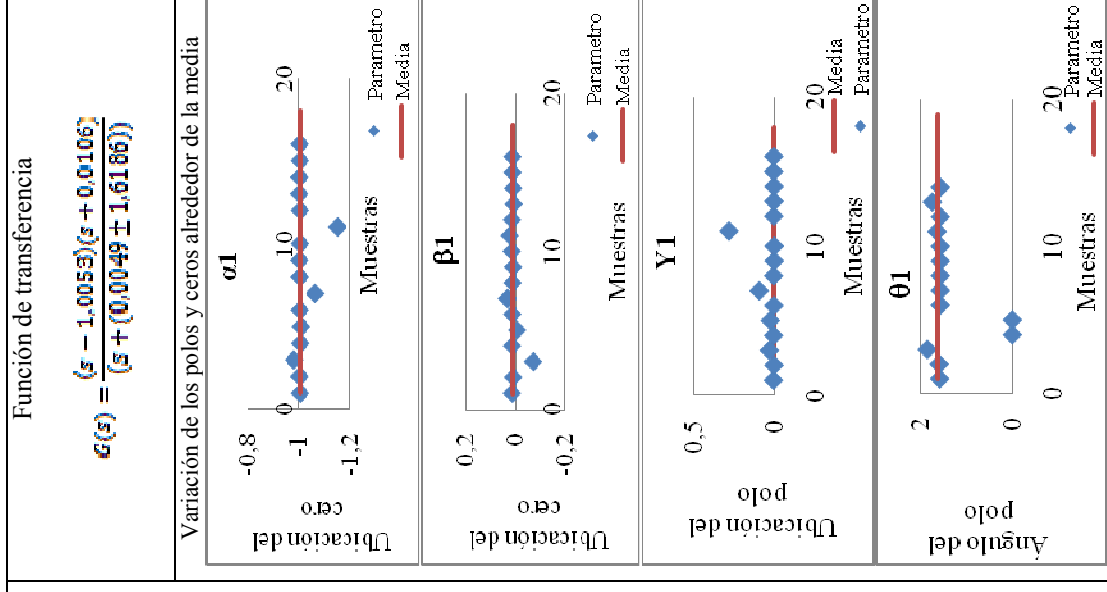 Función de transferencia
G(s) = (s − 1,0053)(s + 0,0106)
(s + (0,0049 ± 1,6186))
Variación de los polos y ceros alrededor de la media
α1
-0,8
-1
-1,2
0
10
20
Ubicación del
cero
Muestras
Parametro
Media
β1
0,2
0
-0,2
0
10
20
Ubicación del
cero
Muestras
Parametro
Media
Υ1
0,5
0
0
10
20
Ubicación del
polo
Muestras
Media
Parametro
θ1
2
0
0
10
20
Ángulo del
polo
Muestras
Parametro
Media